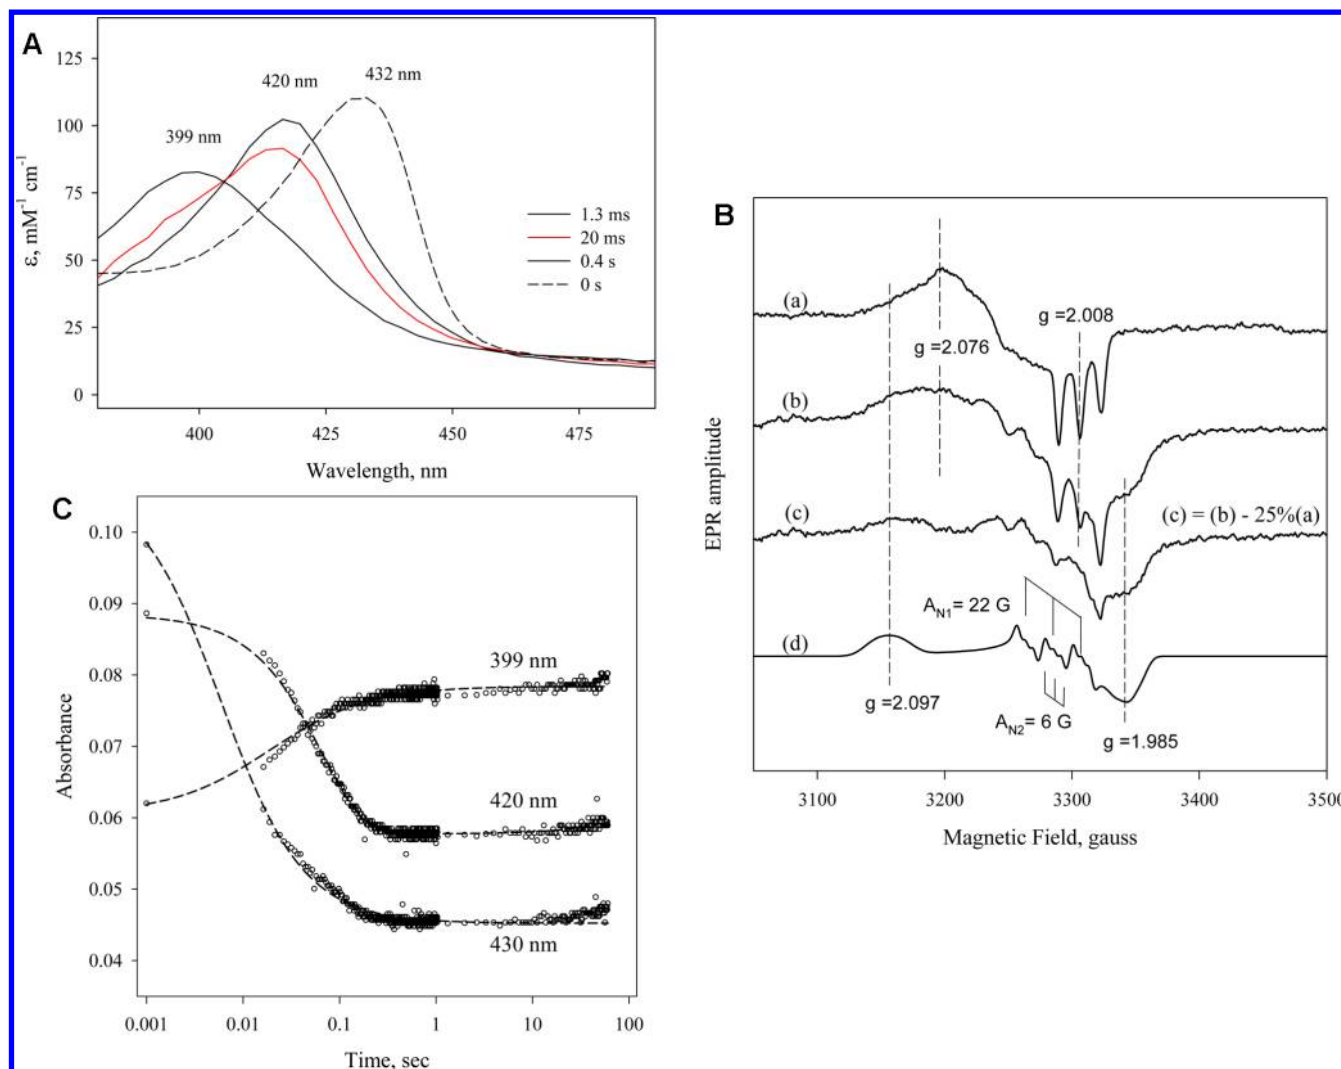 A
125
100
75
50
25
0
ε, mM⁻¹ cm⁻¹
399 nm
420 nm
432 nm
1.3 ms
20 ms
0.4 s
0 s
400
425
450
475
Wavelength, nm
B
(a)
g =2.076
g =2.008
(b)
(c)
(c) = (b) - 25%(a)
A_N1= 22 G
(d)
g =2.097
A_N2= 6 G
g =1.985
EPR amplitude
3100
3200
3300
3400
3500
Magnetic Field, gauss
C
0.10
0.09
0.08
0.07
0.06
0.05
0.04
Absorbance
399 nm
420 nm
430 nm
0.001
0.01
0.1
1
10
100
Time, sec